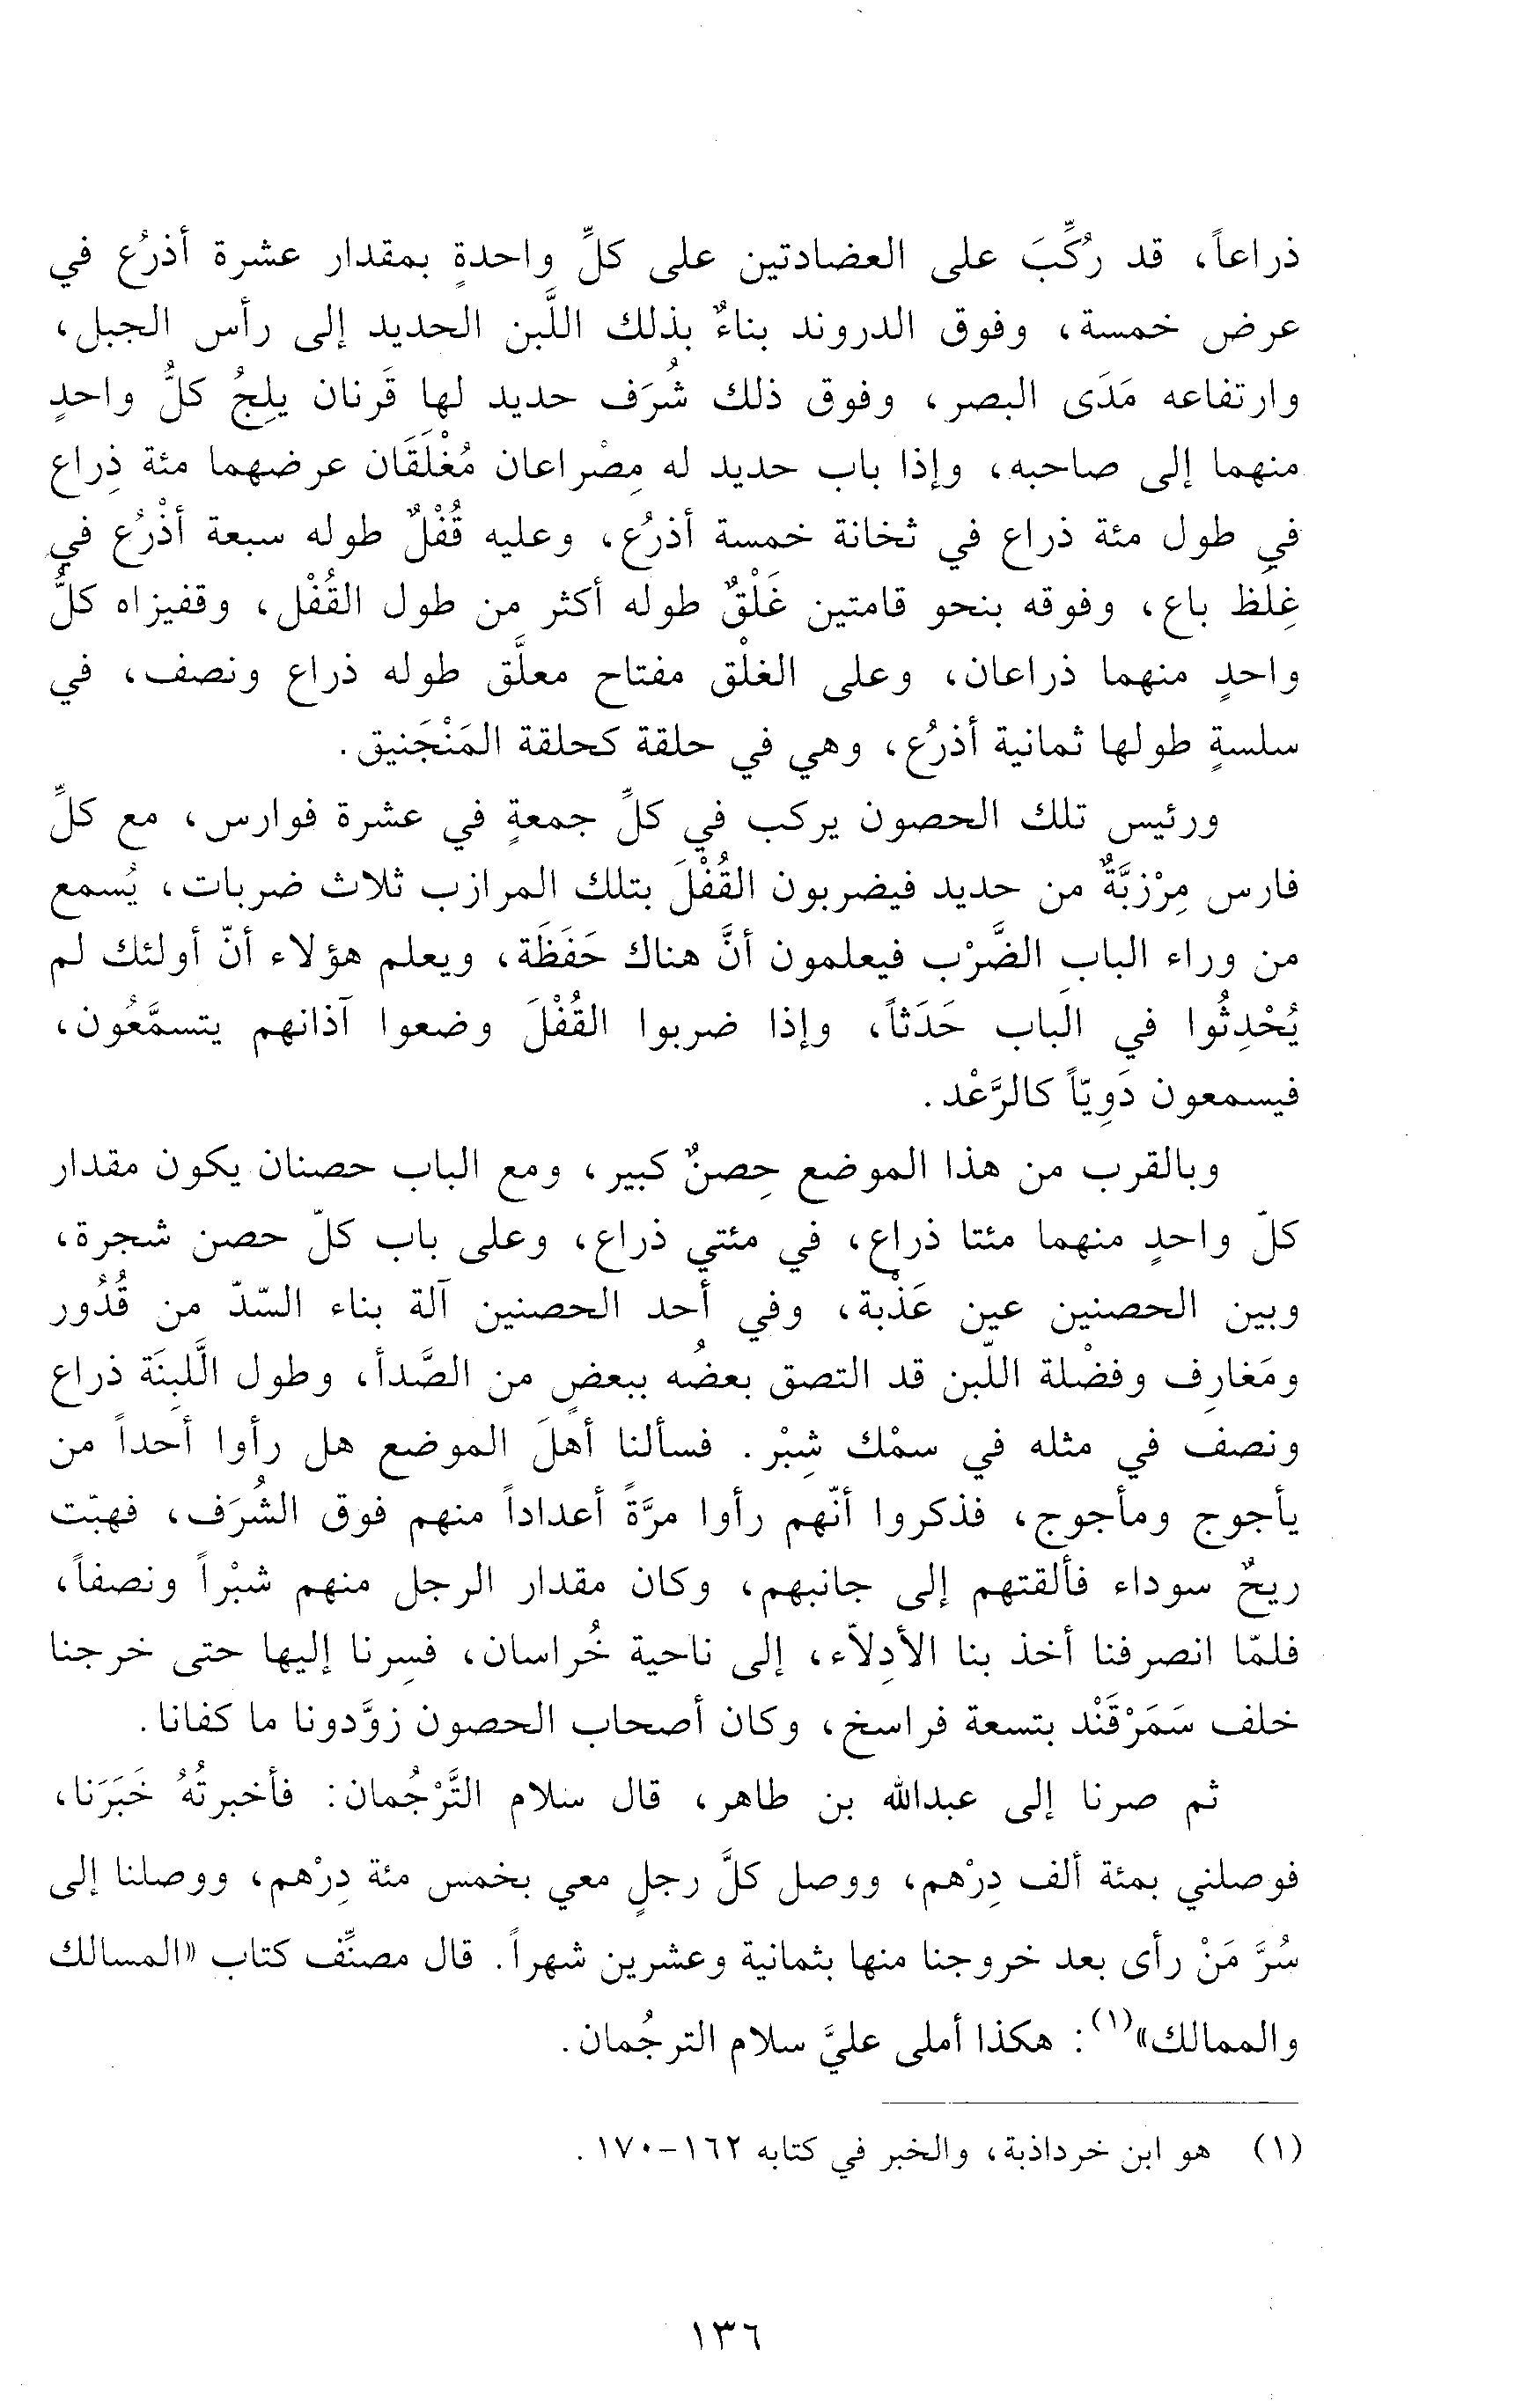 ذراعاً، قد رُكِّبَ على العضادتين على كلِّ واحدةٍ بمقدار عشرة أذرُع في
عرض خمسة، وفوق الدروند بناءٌ بذلك اللَّبن الحديد إلى رأس الجبل،
وارتفاعه مَدَى البصر، وفوق ذلك شُرَف حديد لها قَرنان يلِجُ كلُّ واحدٍ
منهما إلى صاحبه، وإذا باب حديد له مِصْراعان مُغْلَقَان عرضهما مئة ذِراع
في طول مئة ذراع في ثخانة خمسة أذرُع، وعليه قُفْلٌ طوله سبعة أذْرُع في
غِلَظ باع، وفوقه بنحو قامتين غَلْقٌ طوله أكثر من طول القُفْل، وقفيزاه كلُّ
واحدٍ منهما ذراعان، وعلى الغلْق مفتاح معلَّق طوله ذراع ونصف، في
سلسةٍ طولها ثمانية أذرُع، وهي في حلقة كحلقة المَنْجَنيق.
ورئيس تلك الحصون يركب في كلِّ جمعةٍ في عشرة فوارس، مع كلِّ
فارس مِرْزبَّةٌ من حديد فيضربون القُفْلَ بتلك المرازب ثلاث ضربات، يُسمع
من وراء البابِ الضَّرْب فيعلمون أنَّ هناك حَفَظَة، ويعلم هؤلاء أنّ أولئك لم
يُحْدِثُوا في الباب حَدَثاً، وإذا ضربوا القُفْلَ وضعوا آذانهم يتسمَّعُون،
فيسمعون دَوِيّاً كالرَّعْد.
وبالقرب من هذا الموضع حِصنٌ كبير، ومع الباب حصنان يكون مقدار
كلّ واحدٍ منهما مئتا ذراع، في مئتي ذراع، وعلى باب كلّ حصن شجرة،
وبين الحصنين عين عَذْبة، وفي أحد الحصنين آلة بناء السّدّ من قُدُور
ومَغارِف وفضْلة اللّبن قد التصق بعضُه ببعضٍ من الصَّدأ، وطول الَّلبِنَة ذراع
ونصف في مثله في سمْك شِبْر. فسألنا أهلَ الموضع هل رأوا أحداً من
يأجوج ومأجوج، فذكروا أنّهم رأوا مرَّةً أعداداً منهم فوق الشُرَف، فهبّت
ريحٌ سوداء فألقتهم إلى جانبهم، وكان مقدار الرجل منهم شبْراً ونصفاً،
فلمّا انصرفنا أخذ بنا الأدِلاّء، إلى ناحية خُراسان، فسِرنا إليها حتى خرجنا
خلف سَمَرْقَنْد بتسعة فراسخ، وكان أصحاب الحصون زوَّدونا ما كفانا.
ثم صرنا إلى عبدالله بن طاهر، قال سلام التَّرْجُمان: فأخبرتُهُ خَبَرَنا،
فوصلني بمئة ألف دِرْهم، ووصل كلَّ رجلٍ معي بخمس مئة دِرْهم، ووصلنا إلى
سُرَّ مَنْ رأى بعد خروجنا منها بثمانية وعشرين شهراً. قال مصنِّف كتاب «المسالك
والممالك»(١): هكذا أملى عليَّ سلام الترجُمان.
(١) هو ابن خرداذبة، والخبر في كتابه ١٦٢-١٧٠.
١٣٦